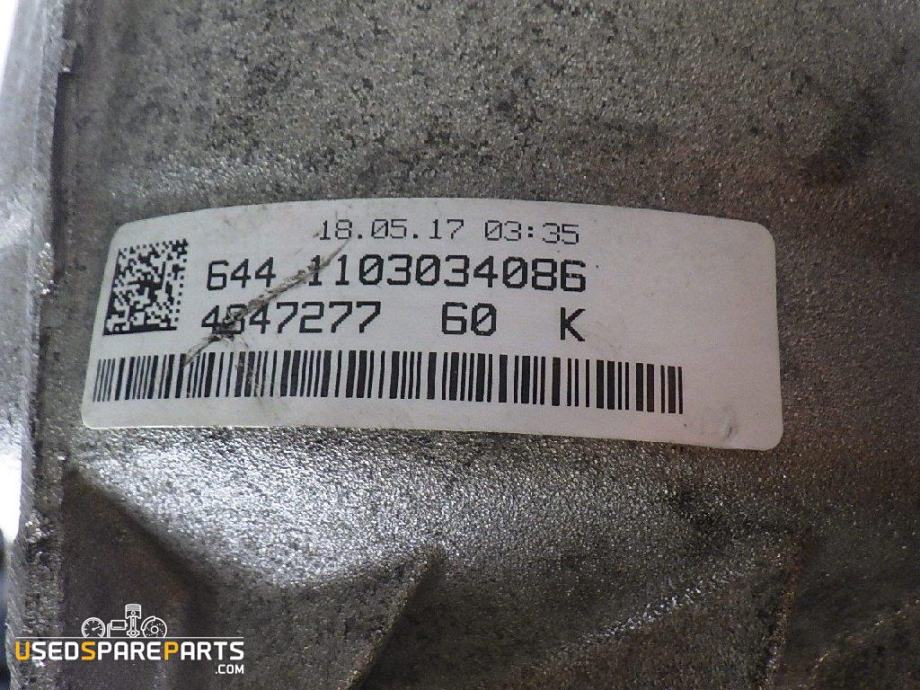 18.05.17 03:35
644 1103034086
4847277 60 K
USEDSPAREPARTS
.COM